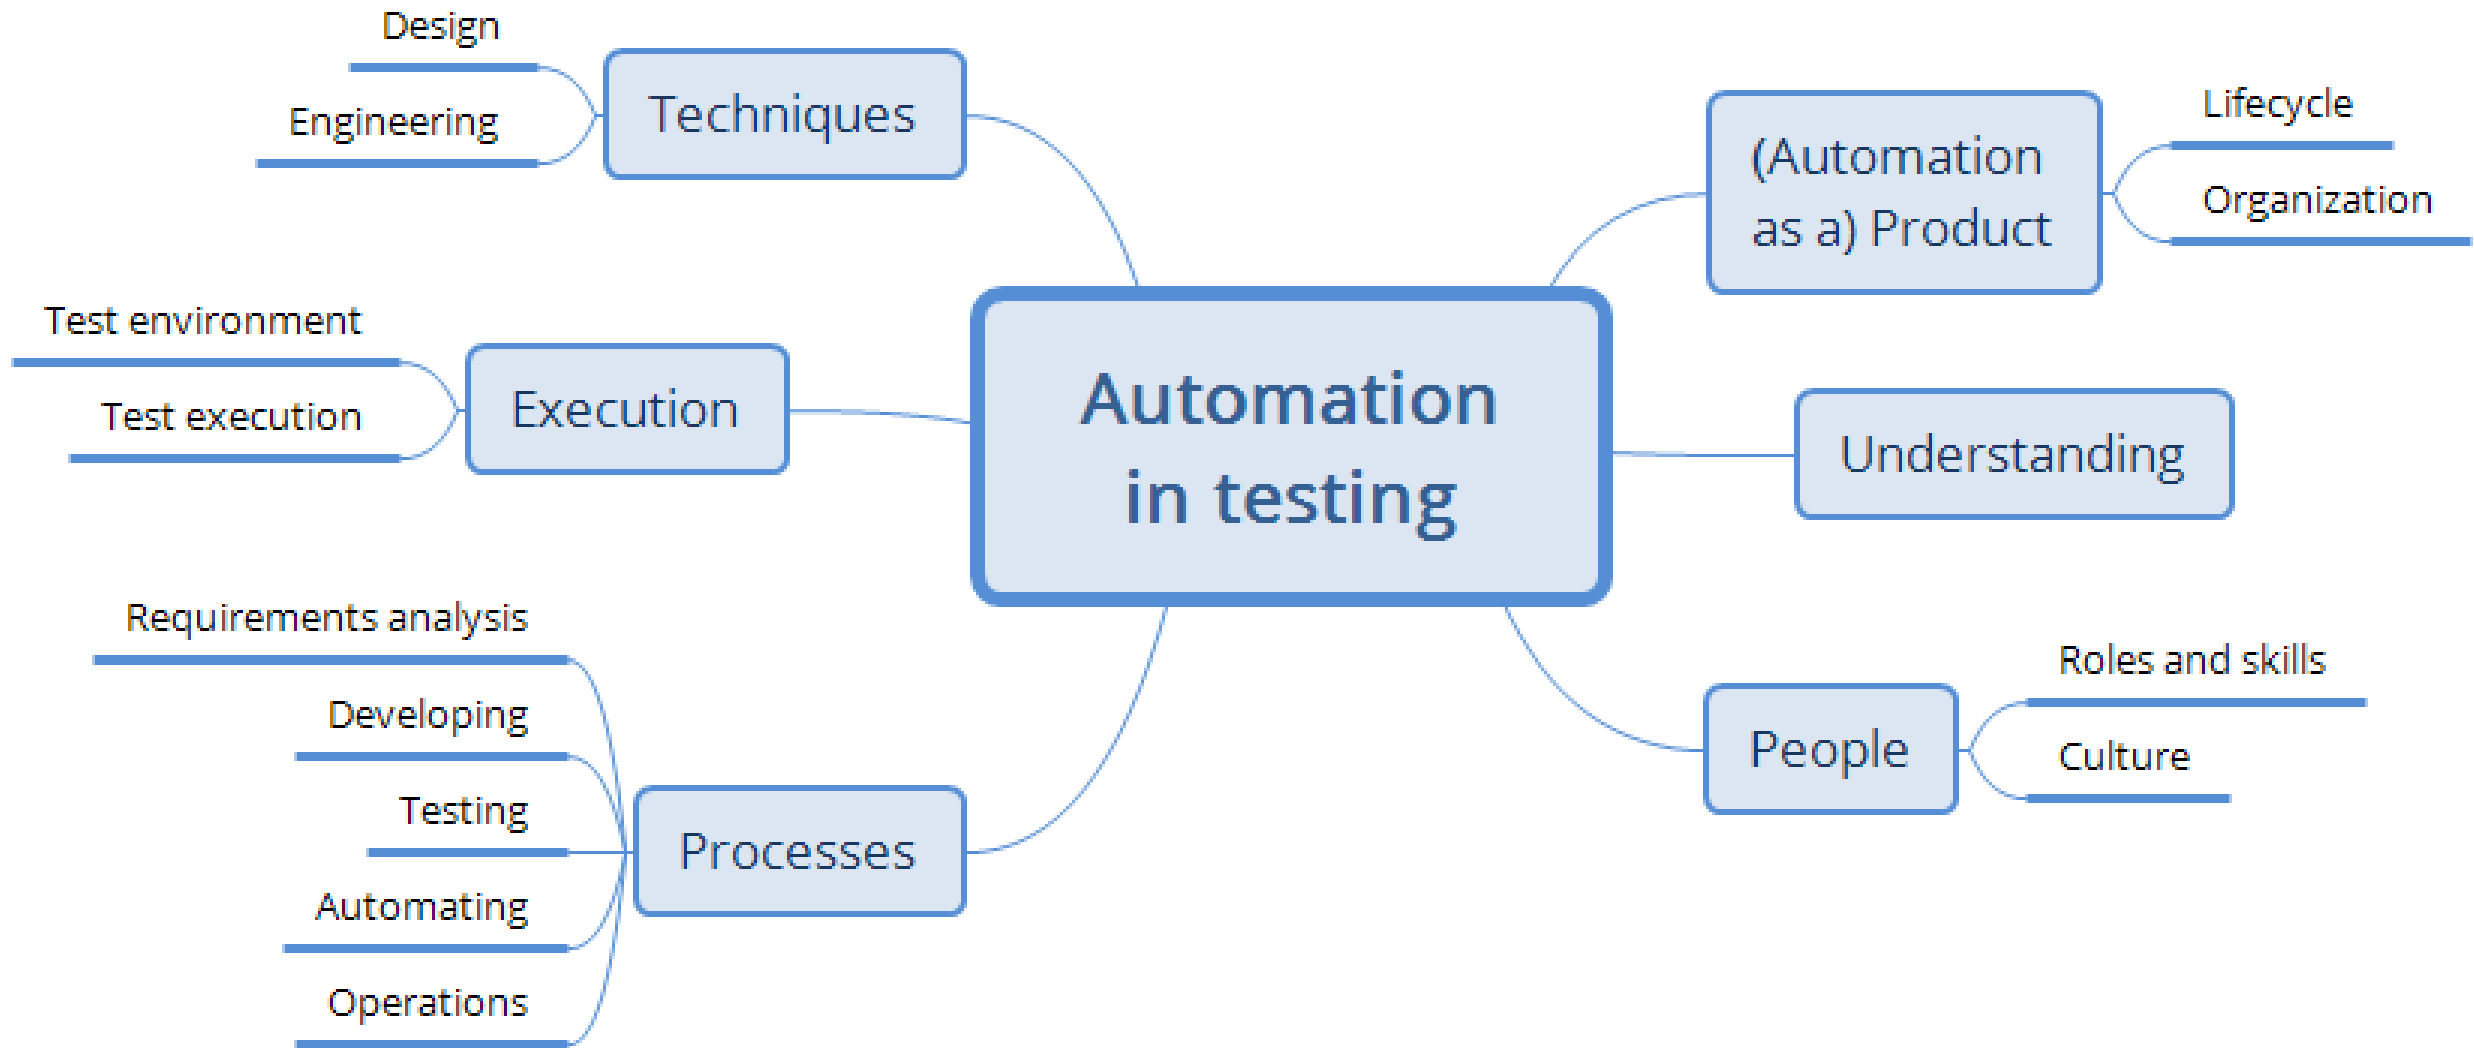 Design
Engineering
Techniques
Test environment
Test execution
Execution
Requirements analysis
Developing
Testing
Automating
Operations
Processes
Automation
in testing
(Automation
as a) Product
Lifecycle
Organization
Understanding
People
Roles and skills
Culture